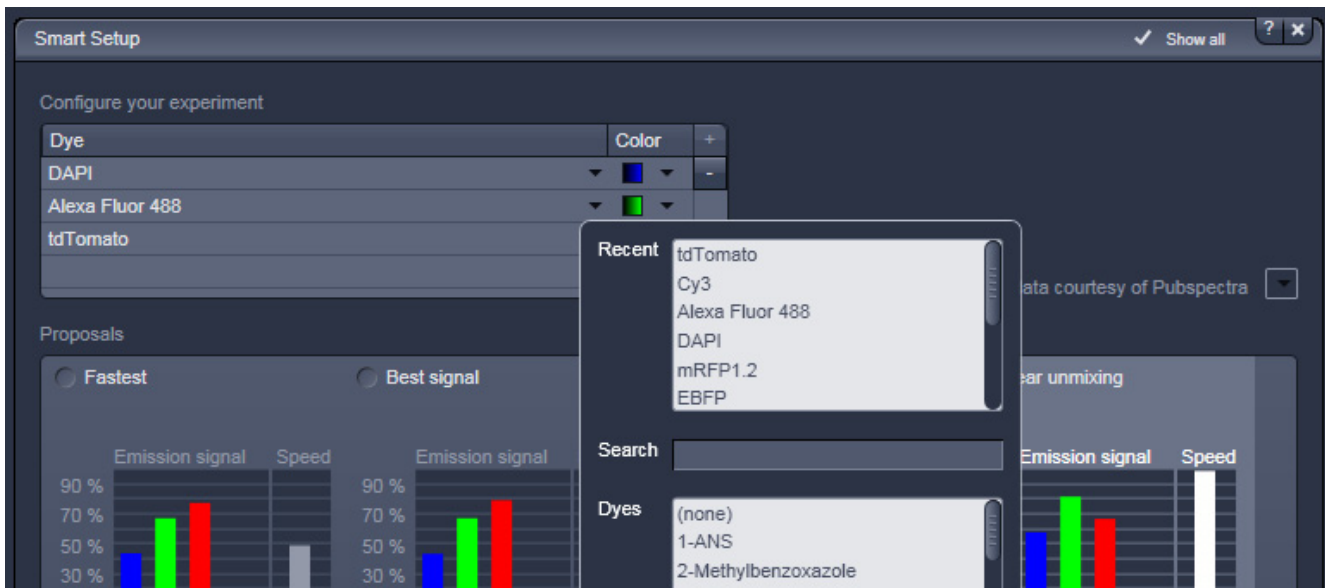 Smart Setup
✓ Show all ? x
Configure your experiment
Dye Color +
DAPI -
Alexa Fluor 488
tdTomato
Recent
tdTomato
Cy3
Alexa Fluor 488
DAPI
mRFP1.2
EBFP
ata courtesy of Pubspectra
Proposals
Fastest
Best signal
ear unmixing
Search
Emission signal Speed
Emission signal
Emission signal Speed
90 %
70 %
50 %
30 %
90 %
70 %
50 %
30 %
Dyes
(none)
1-ANS
2-Methylbenzoxazole